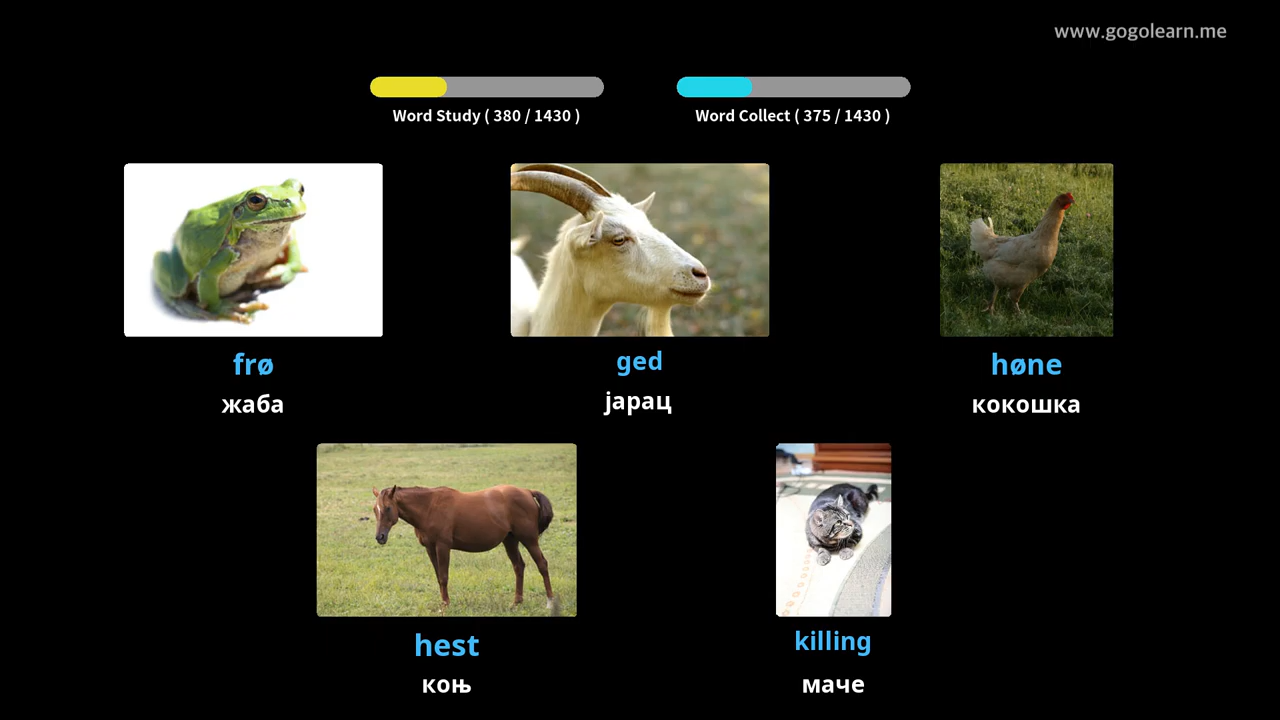 www.gogolearn.me
Word Study ( 380 / 1430 )
Word Collect ( 375 / 1430 )
frø
ged
høne
жаба
јарац
кокошка
hest
killing
коњ
маче